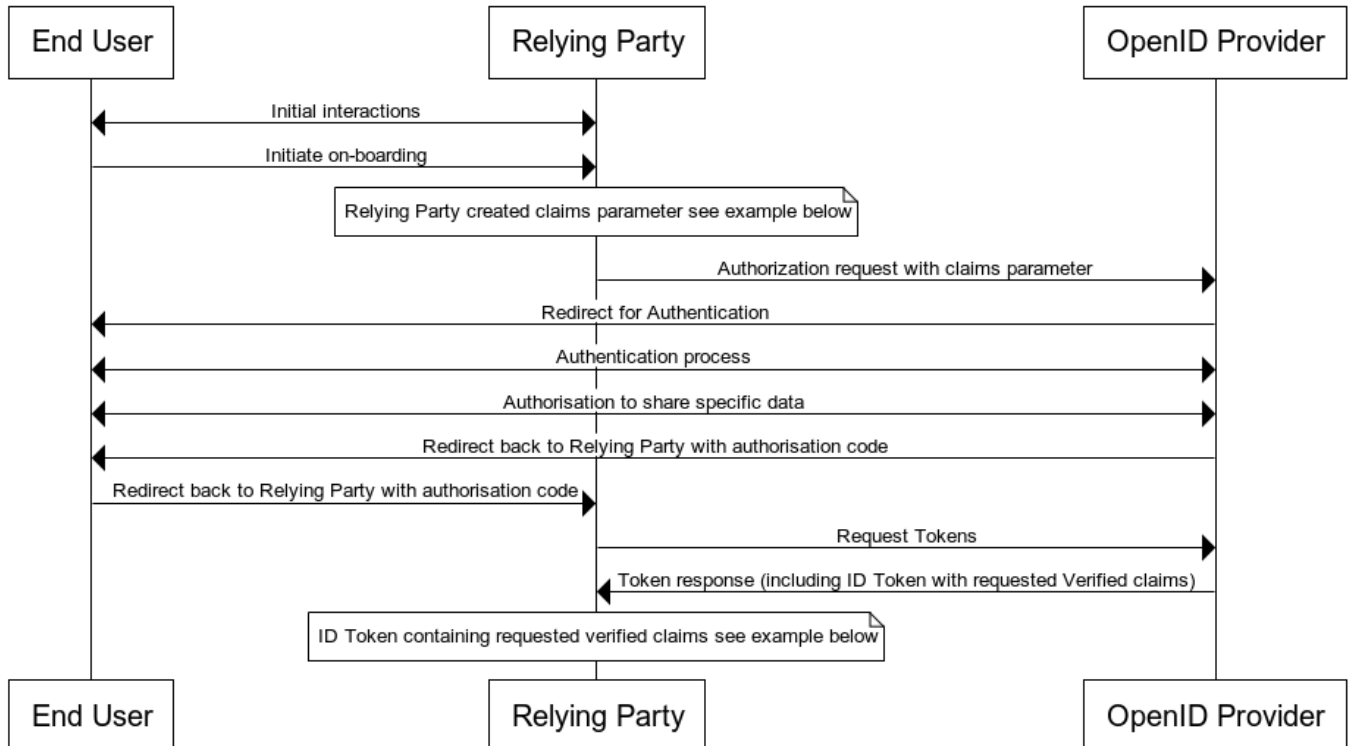 End User
Relying Party
OpenID Provider
Initial interactions
Initiate on-boarding
Relying Party created claims parameter see example below
Authorization request with claims parameter
Redirect for Authentication
Authentication process
Authorisation to share specific data
Redirect back to Relying Party with authorisation code
Redirect back to Relying Party with authorisation code
Request Tokens
Token response (including ID Token with requested Verified claims)
ID Token containing requested verified claims see example below
End User
Relying Party
OpenID Provider